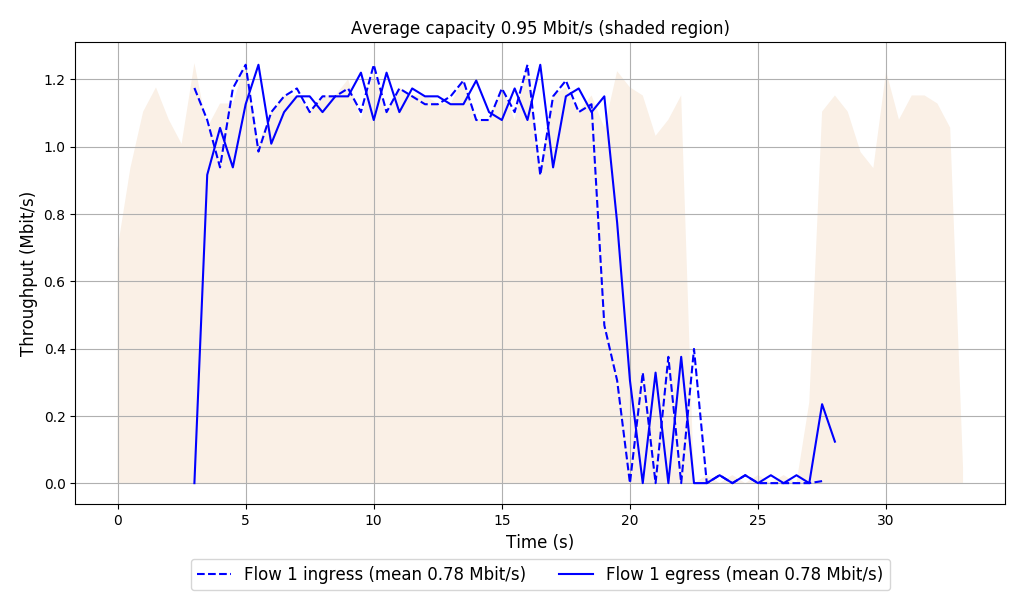 Average capacity 0.95 Mbit/s (shaded region)
Throughput (Mbit/s)
1.2
1.0
0.8
0.6
0.4
0.2
0.0
0 5 10 15 20 25 30
Time (s)
Flow 1 ingress (mean 0.78 Mbit/s) Flow 1 egress (mean 0.78 Mbit/s)